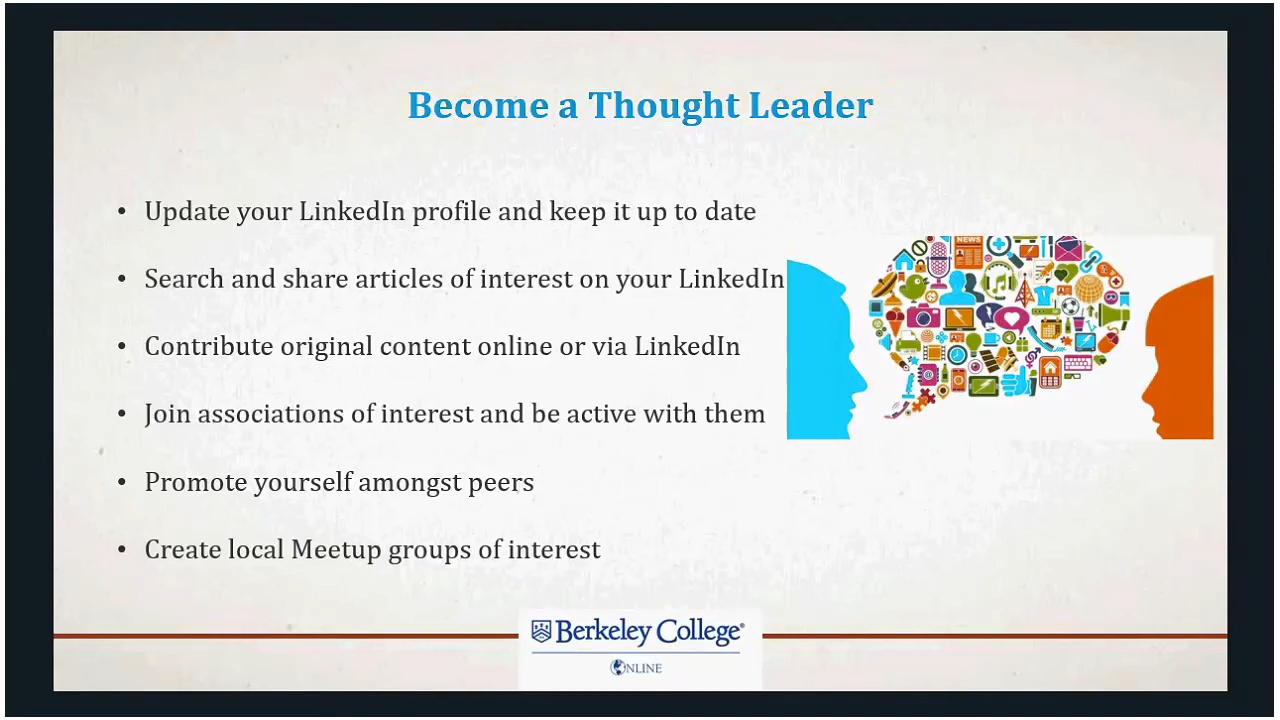 Become a Thought Leader
• Update your LinkedIn profile and keep it up to date
• Search and share articles of interest on your LinkedIn
• Contribute original content online or via LinkedIn
• Join associations of interest and be active with them
• Promote yourself amongst peers
• Create local Meetup groups of interest
NEWS
Berkeley College®
ONLINE